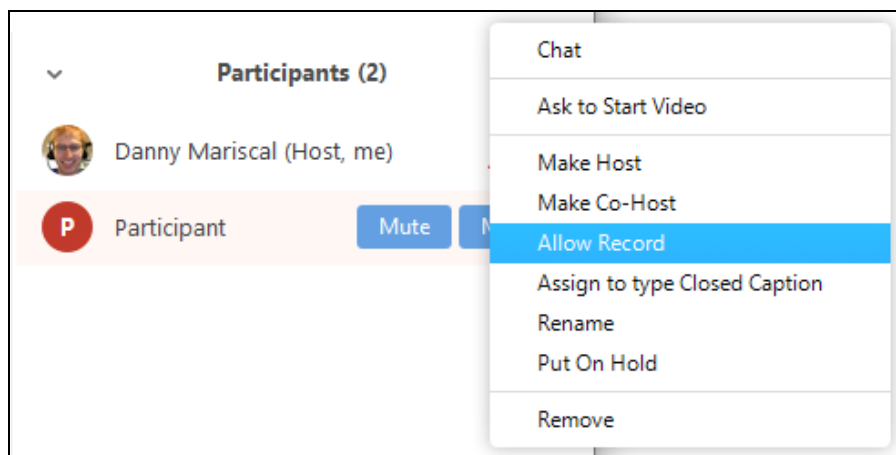 Participants (2)
Danny Mariscal (Host, me)
P Participant Mute M
Chat
Ask to Start Video
Make Host
Make Co-Host
Allow Record
Assign to type Closed Caption
Rename
Put On Hold
Remove